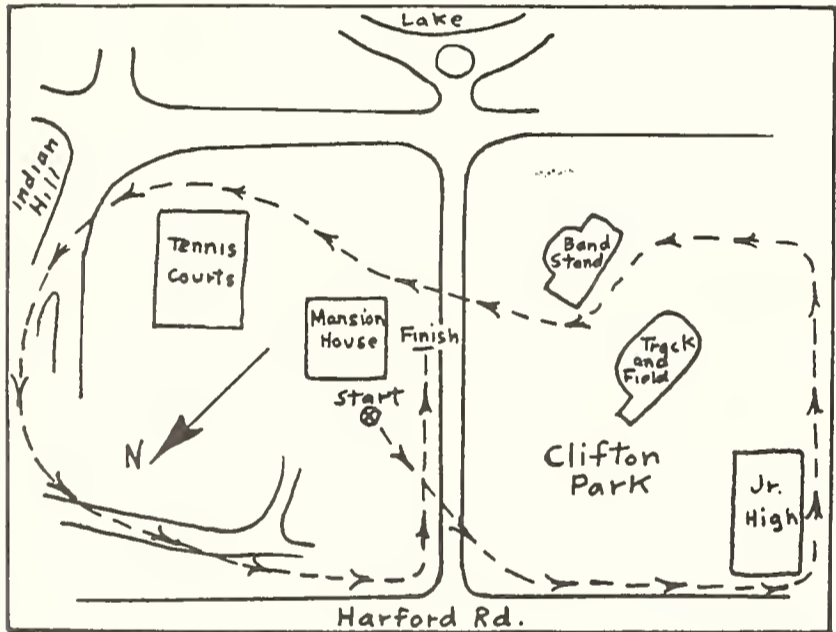 Lake
Indian
Hill
Tennis
Courts
Band
Stand
Mansion
House
Finish
Track
and
Field
Start
N
Clifton
Park
Jr.
High
Harford Rd.